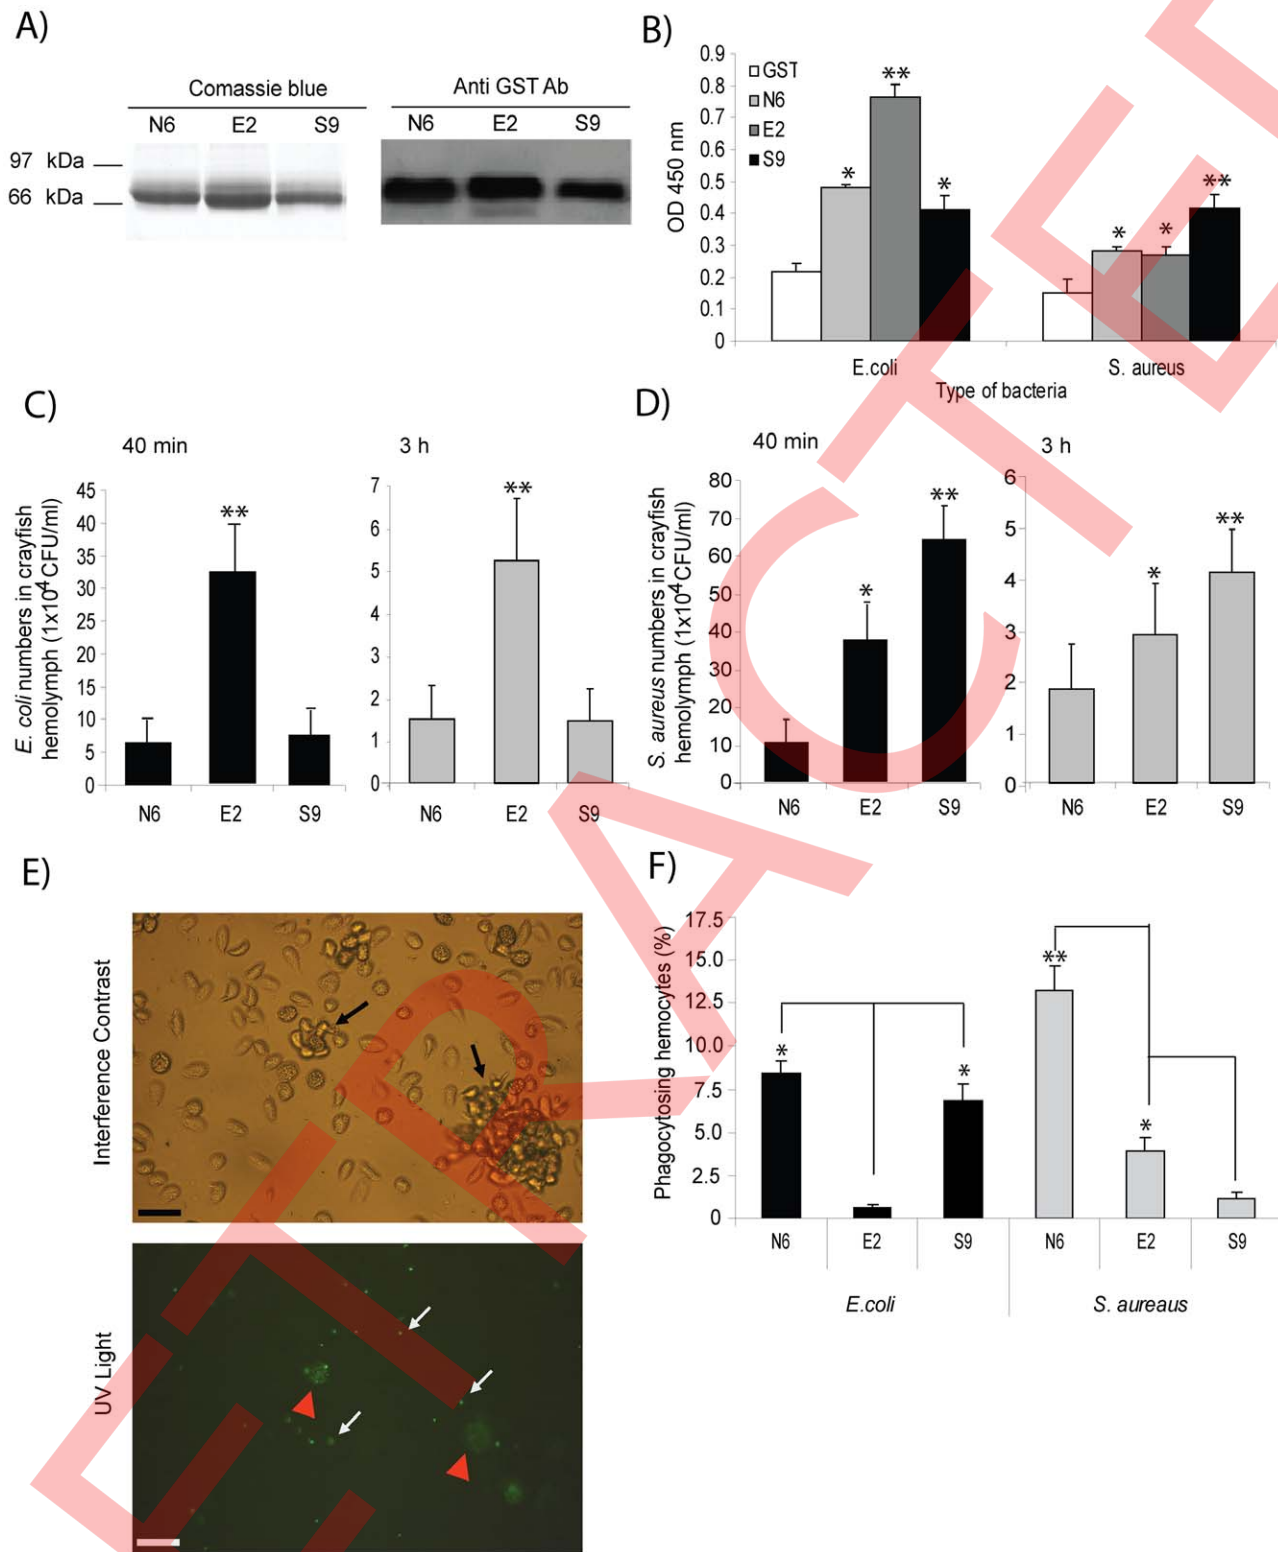 A)
Comassie blue
Anti GST Ab
N6 E2 S9
N6 E2 S9
97 kDa
66 kDa
B)
OD 450 nm
0.9
0.8
0.7
0.6
0.5
0.4
0.3
0.2
0.1
0
GST
N6
E2
S9
*
**
*
*
*
**
E.coli
S. aureus
Type of bacteria
C)
40 min
3 h
E. coli numbers in crayfish
hemolymph (1x10⁴ CFU/ml)
45
40
35
30
25
20
15
10
5
0
**
N6 E2 S9
7
6
5
4
3
2
1
0
**
N6 E2 S9
D)
40 min
3 h
S. aureus numbers in crayfish
hemolymph (1x10⁴ CFU/ml)
80
70
60
50
40
30
20
10
0
*
**
N6 E2 S9
6
5
4
3
2
1
0
*
**
N6 E2 S9
E)
Interference Contrast
UV Light
F)
Phagocytosing hemocytes (%)
17.5
15.0
12.5
10.0
7.5
5.0
2.5
0
*
*
**
*
N6 E2 S9 N6 E2 S9
E.coli
S. aureaus
RETRACTED